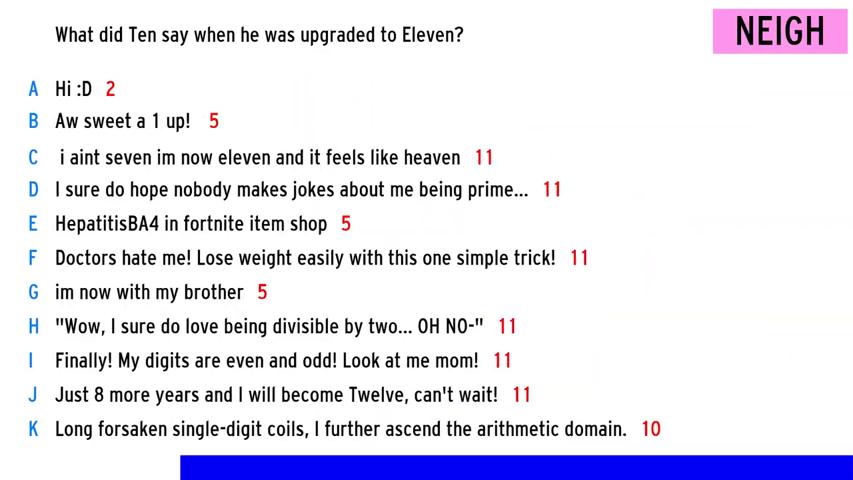 What did Ten say when he was upgraded to Eleven?
NEIGH
A Hi :D 2
B Aw sweet a 1 up! 5
C i aint seven im now eleven and it feels like heaven 11
D I sure do hope nobody makes jokes about me being prime... 11
E HepatitisBA4 in fortnite item shop 5
F Doctors hate me! Lose weight easily with this one simple trick! 11
G im now with my brother 5
H "Wow, I sure do love being divisible by two... OH NO-" 11
I Finally! My digits are even and odd! Look at me mom! 11
J Just 8 more years and I will become Twelve, can't wait! 11
K Long forsaken single-digit coils, I further ascend the arithmetic domain. 10